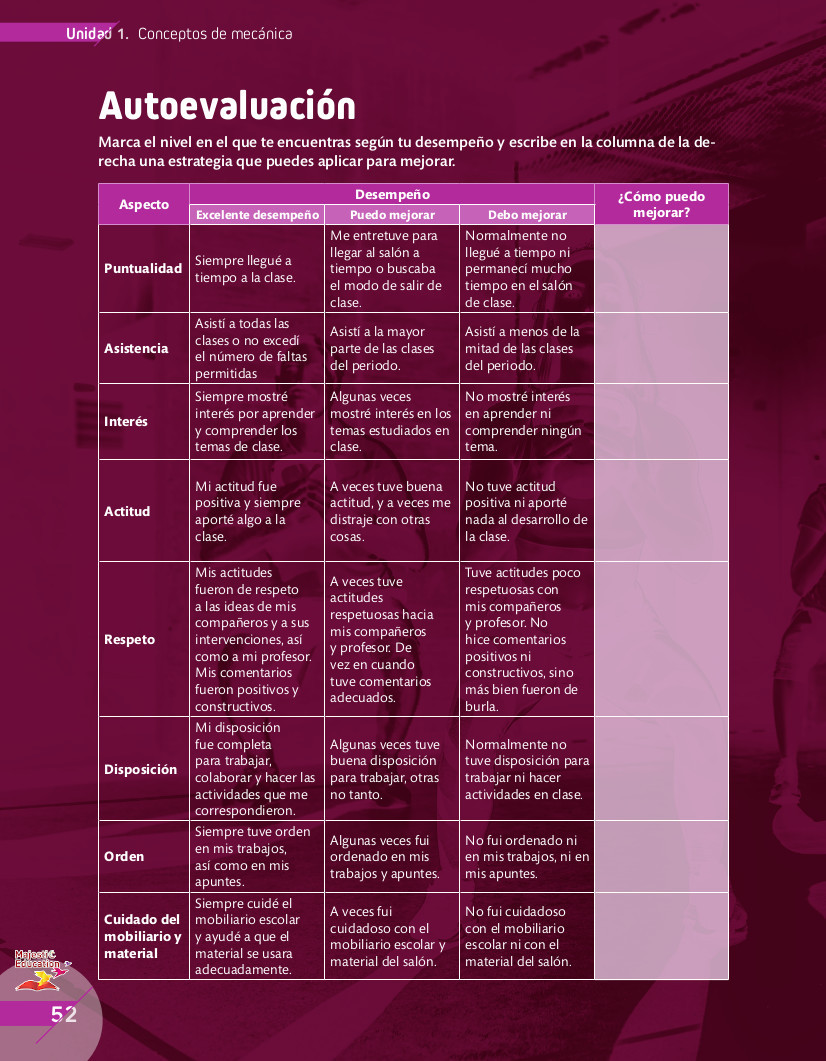 Unidad 1. Conceptos de mecánica
Autoevaluación
Marca el nivel en el que te encuentras según tu desempeño y escribe en la columna de la de-
recha una estrategia que puedes aplicar para mejorar.
Aspecto
Desempeño
¿Cómo puedo
mejorar?
Excelente desempeño
Puedo mejorar
Debo mejorar
Puntualidad
Siempre llegué a
tiempo a la clase.
Me entretuve para
llegar al salón a
tiempo o buscaba
el modo de salir de
clase.
Normalmente no
llegué a tiempo ni
permanecí mucho
tiempo en el salón
de clase.
Asistencia
Asistí a todas las
clases o no excedí
el número de faltas
permitidas
Asistí a la mayor
parte de las clases
del periodo.
Asistí a menos de la
mitad de las clases
del periodo.
Interés
Siempre mostré
interés por aprender
y comprender los
temas de clase.
Algunas veces
mostré interés en los
temas estudiados en
clase.
No mostré interés
en aprender ni
comprender ningún
tema.
Actitud
Mi actitud fue
positiva y siempre
aporté algo a la
clase.
A veces tuve buena
actitud, y a veces me
distraje con otras
cosas.
No tuve actitud
positiva ni aporté
nada al desarrollo de
la clase.
Respeto
Mis actitudes
fueron de respeto
a las ideas de mis
compañeros y a sus
intervenciones, así
como a mi profesor.
Mis comentarios
fueron positivos y
constructivos.
A veces tuve
actitudes
respetuosas hacia
mis compañeros
y profesor. De
vez en cuando
tuve comentarios
adecuados.
Tuve actitudes poco
respetuosas con
mis compañeros
y profesor. No
hice comentarios
positivos ni
constructivos, sino
más bien fueron de
burla.
Disposición
Mi disposición
fue completa
para trabajar,
colaborar y hacer las
actividades que me
correspondieron.
Algunas veces tuve
buena disposición
para trabajar, otras
no tanto.
Normalmente no
tuve disposición para
trabajar ni hacer
actividades en clase.
Orden
Siempre tuve orden
en mis trabajos,
así como en mis
apuntes.
Algunas veces fui
ordenado en mis
trabajos y apuntes.
No fui ordenado ni
en mis trabajos, ni en
mis apuntes.
Cuidado del
mobiliario y
material
Siempre cuidé el
mobiliario escolar
y ayudé a que el
material se usara
adecuadamente.
A veces fui
cuidadoso con el
mobiliario escolar y
material del salón.
No fui cuidadoso
con el mobiliario
escolar ni con el
material del salón.
Majestic
Education
52